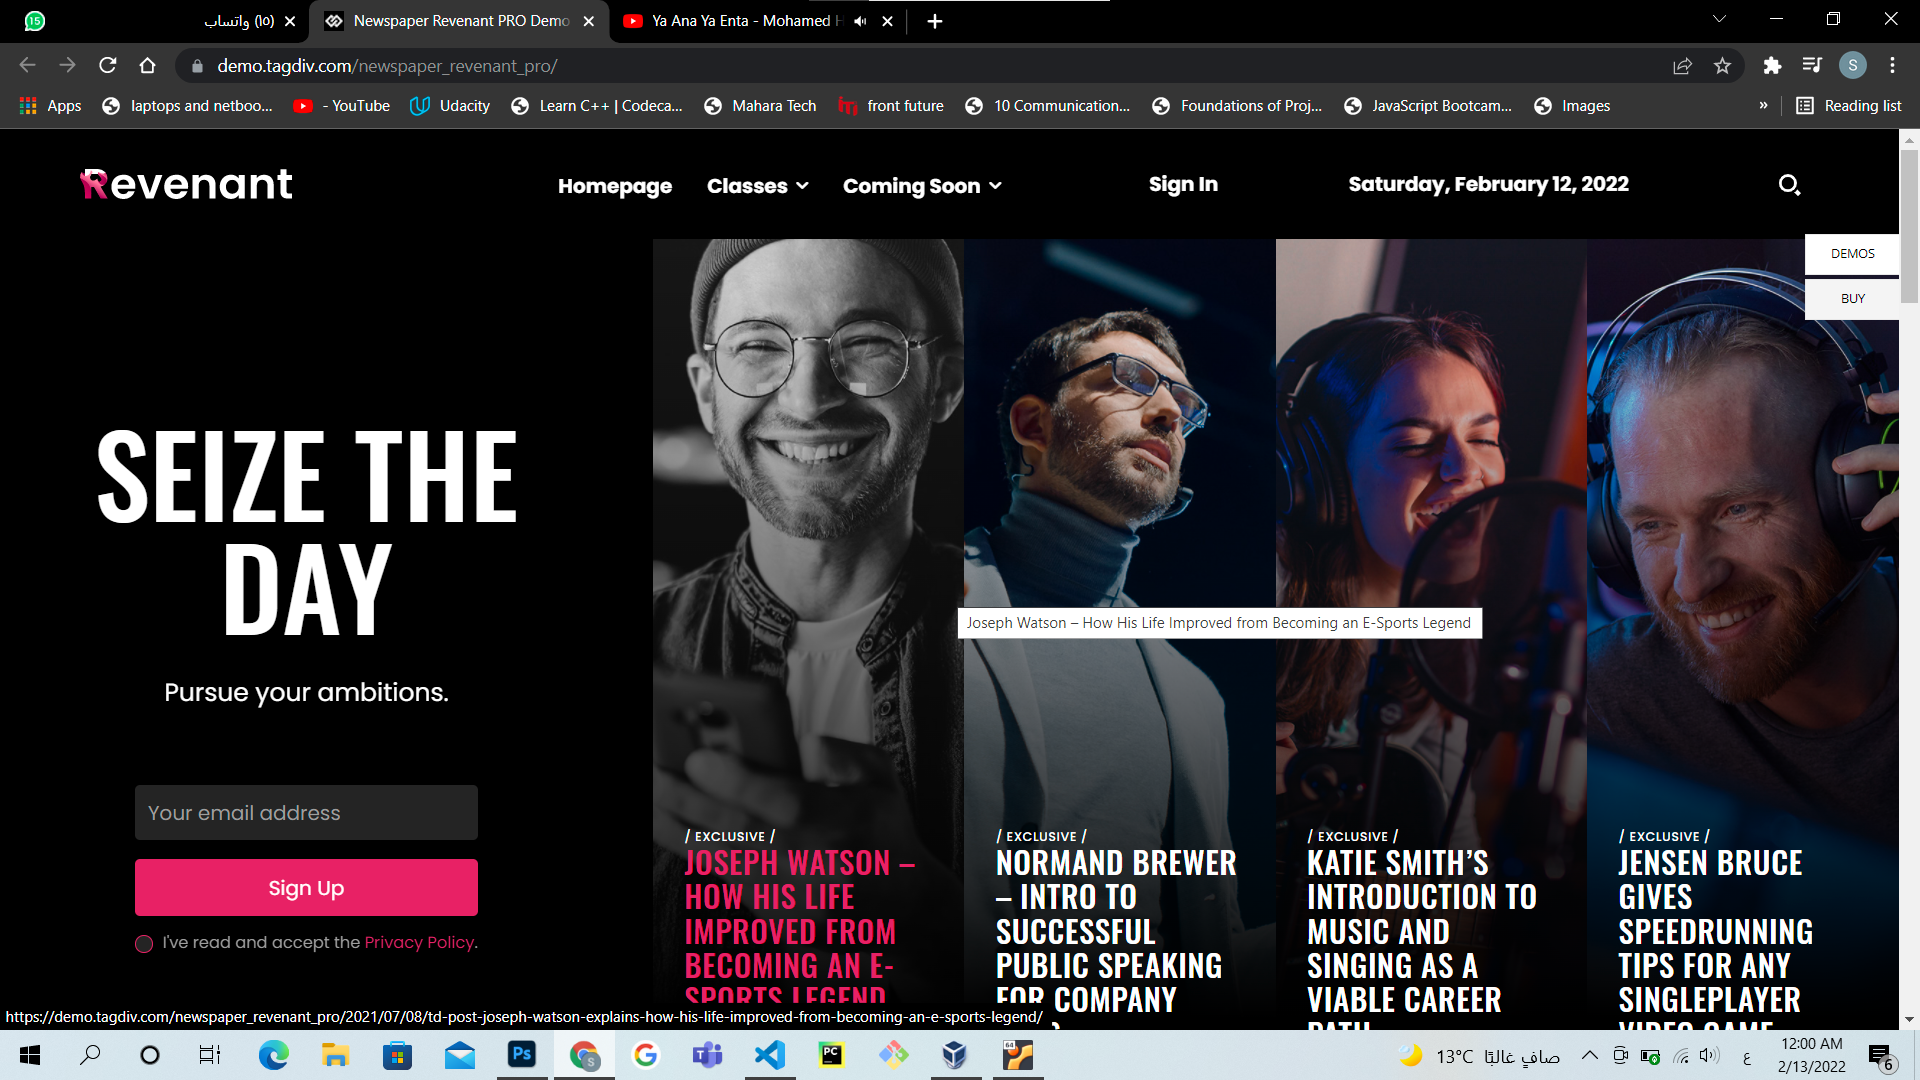 15
(١٥) واتساب
Newspaper Revenant PRO Demo
Ya Ana Ya Enta - Mohamed H
demo.tagdiv.com/newspaper_revenant_pro/
S
Apps
laptops and netboo...
- YouTube
Udacity
Learn C++ | Codeca...
Mahara Tech
front future
10 Communication...
Foundations of Proj...
JavaScript Bootcam...
Images
»
Reading list
Revenant
Homepage
Classes
Coming Soon
Sign In
Saturday, February 12, 2022
DEMOS
BUY
SEIZE THE
DAY
Pursue your ambitions.
Your email address
Sign Up
I've read and accept the Privacy Policy.
Joseph Watson – How His Life Improved from Becoming an E-Sports Legend
/ EXCLUSIVE /
JOSEPH WATSON –
HOW HIS LIFE
IMPROVED FROM
BECOMING AN E-
SPORTS LEGEND
/ EXCLUSIVE /
NORMAND BREWER
– INTRO TO
SUCCESSFUL
PUBLIC SPEAKING
FOR COMPANY
/ EXCLUSIVE /
KATIE SMITH’S
INTRODUCTION TO
MUSIC AND
SINGING AS A
VIABLE CAREER
PATH
/ EXCLUSIVE /
JENSEN BRUCE
GIVES
SPEEDRUNNING
TIPS FOR ANY
SINGLEPLAYER
VIDEO GAME
https://demo.tagdiv.com/newspaper_revenant_pro/2021/07/08/td-post-joseph-watson-explains-how-his-life-improved-from-becoming-an-e-sports-legend/
Ps
S
PC
64
13°C صافٍ غالبًا
ع
12:00 AM
2/13/2022
6